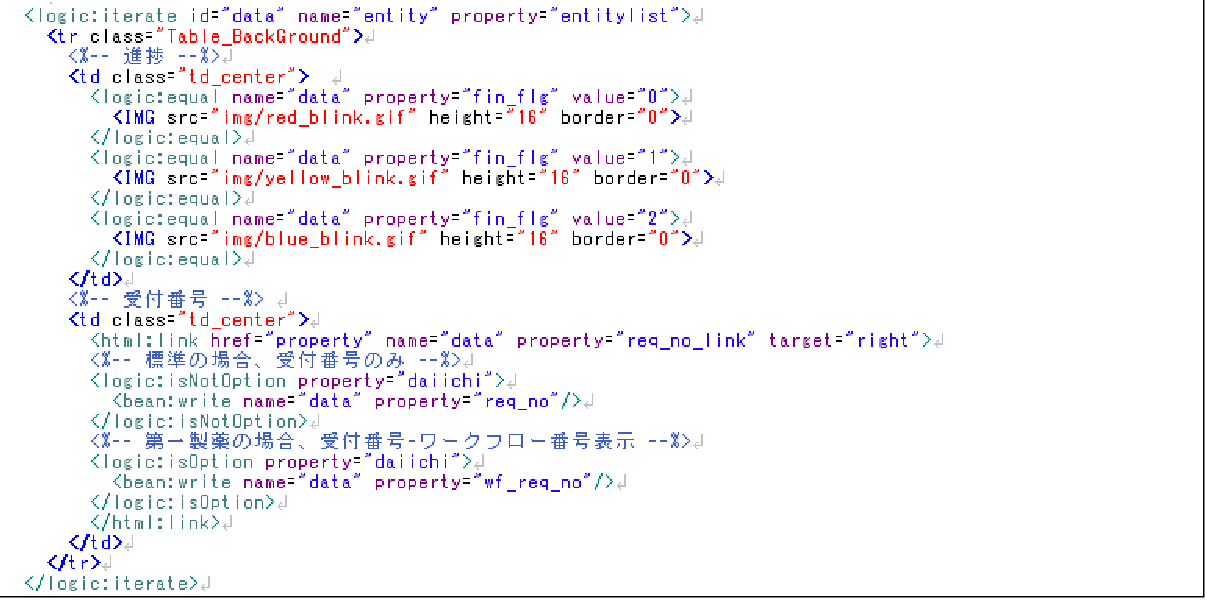 <logic:iterate id="data" name="entity" property="entitylist">↵
<tr class="Table_BackGround">↵
<%-- 進捗 --%>↵
<td class="td_center"> ↵
<logic:equal name="data" property="fin_flg" value="0">↵
<IMG src="img/red_blink.gif" height="16" border="0">↵
</logic:equal>↵
<logic:equal name="data" property="fin_flg" value="1">↵
<IMG src="img/yellow_blink.gif" height="16" border="0">↵
</logic:equal>↵
<logic:equal name="data" property="fin_flg" value="2">↵
<IMG src="img/blue_blink.gif" height="16" border="0">↵
</logic:equal>↵
</td>↵
<%-- 受付番号 --%> ↵
<td class="td_center">↵
<html:link href="property" name="data" property="req_no_link" target="right">↵
<%-- 標準の場合、受付番号のみ --%>↵
<logic:isNotOption property="daiichi">↵
<bean:write name="data" property="req_no"/>↵
</logic:isNotOption>↵
<%-- 第一製薬の場合、受付番号-ワークフロー番号表示 --%>↵
<logic:isOption property="daiichi">↵
<bean:write name="data" property="wf_req_no"/>↵
</logic:isOption>↵
</html:link>↵
</td>↵
</tr>↵
</logic:iterate>↵